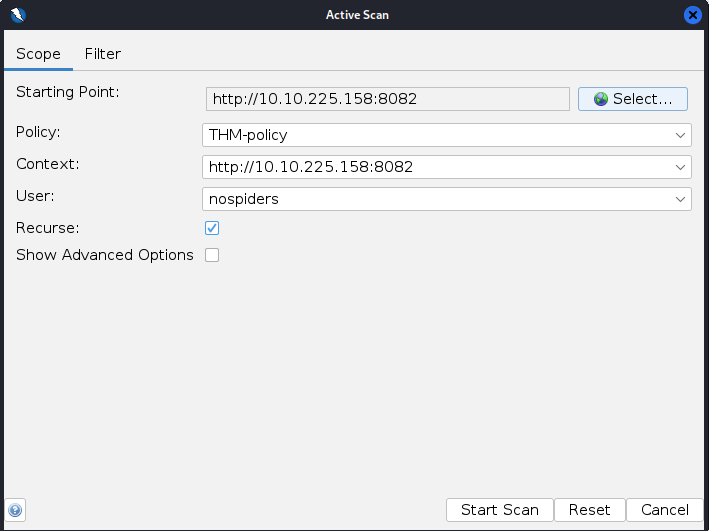 Active Scan
Scope Filter
Starting Point: http://10.10.225.158:8082 Select...
Policy: THM-policy
Context: http://10.10.225.158:8082
User: nospiders
Recurse:
Show Advanced Options
Start Scan Reset Cancel